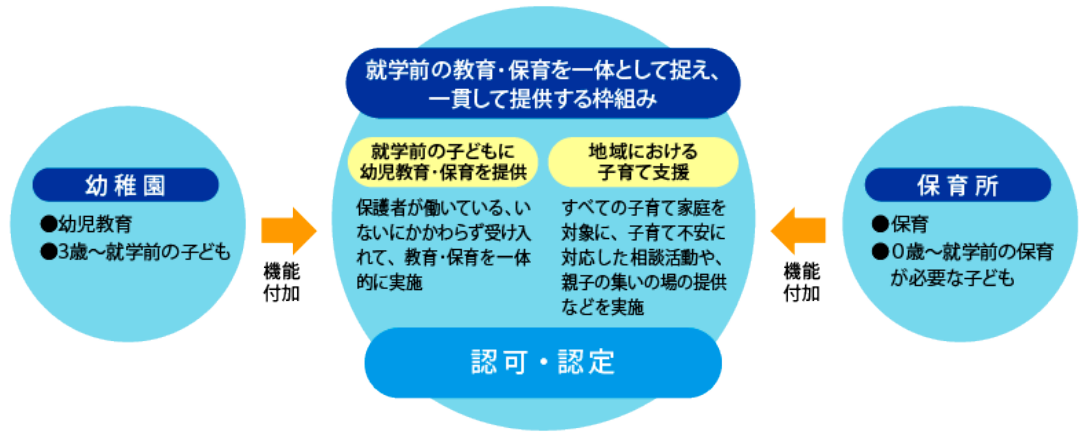 就学前の教育・保育を一体として捉え、
一貫して提供する枠組み
幼稚園
●幼児教育
●3歳～就学前の子ども
機能
付加
就学前の子どもに
幼児教育・保育を提供
保護者が働いている、い
ないにかかわらず受け入
れて、教育・保育を一体
的に実施
地域における
子育て支援
すべての子育て家庭を
対象に、子育て不安に
対応した相談活動や、
親子の集いの場の提供
などを実施
認可・認定
機能
付加
保育所
●保育
●0歳～就学前の保育
が必要な子ども